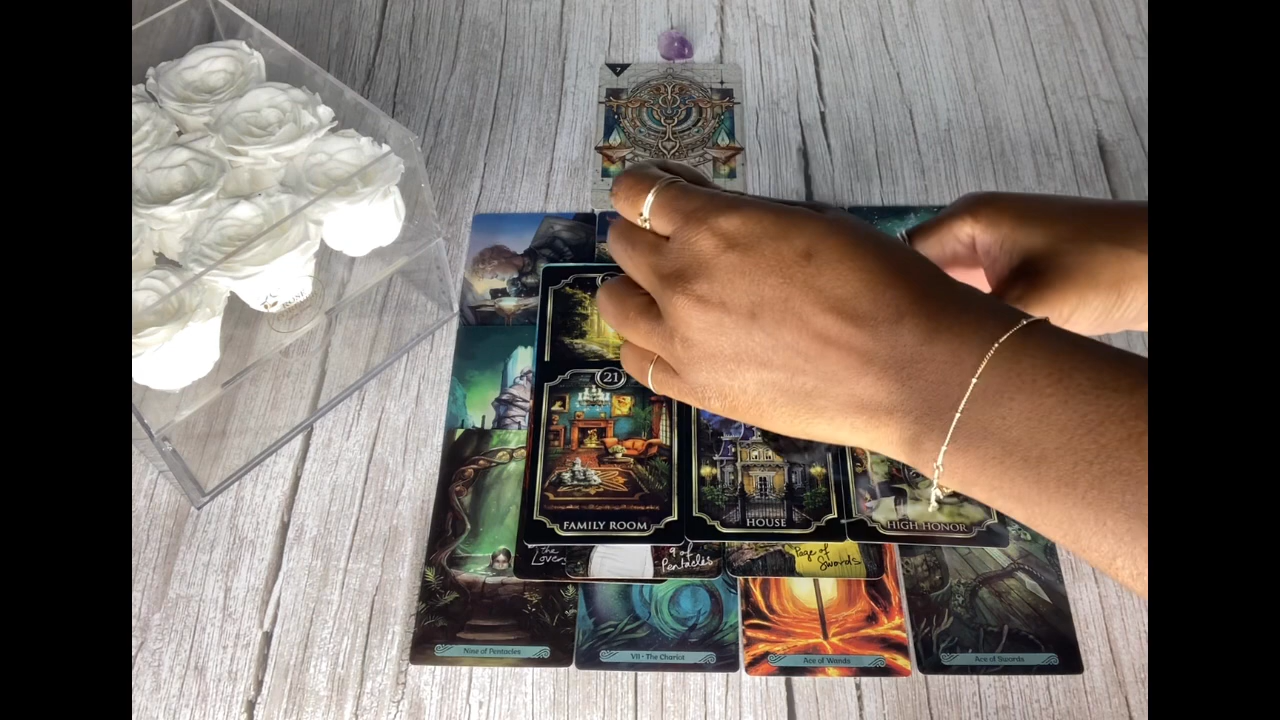 7
21
FAMILY ROOM
HOUSE
HIGH HONOR
The
Lovers
9 of
Pentacles
Page of
Swords
Nine of Pentacles
VII • The Chariot
Ace of Wands
Ace of Swords